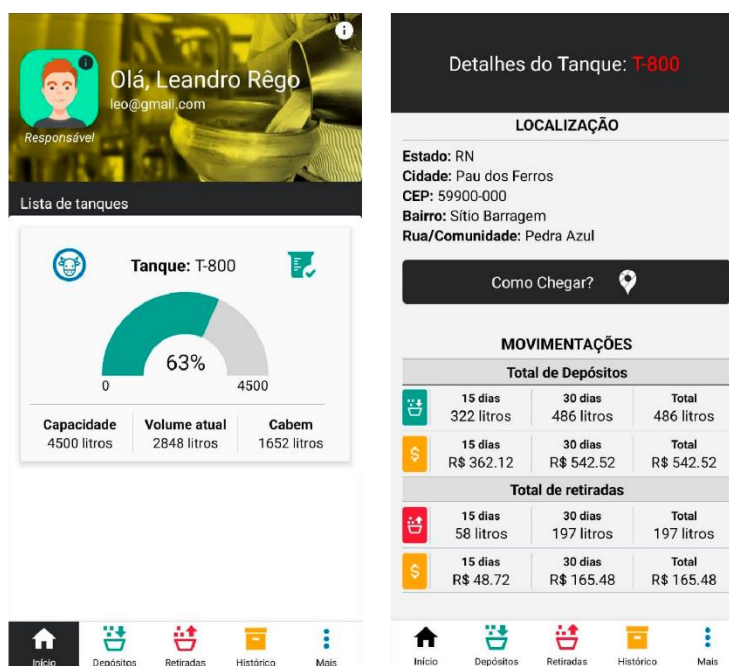 Olá, Leandro Rêgo
leo@gmail.com
Responsável
Lista de tanques
Tanque: T-800
63%
0 4500
Capacidade Volume atual Cabem
4500 litros 2848 litros 1652 litros
Início Depósitos Retiradas Histórico Mais
Detalhes do Tanque: T-800
LOCALIZAÇÃO
Estado: RN
Cidade: Pau dos Ferros
CEP: 59900-000
Bairro: Sítio Barragem
Rua/Comunidade: Pedra Azul
Como Chegar?
MOVIMENTAÇÕES
Total de Depósitos
15 dias 30 dias Total
322 litros 486 litros 486 litros
15 dias 30 dias Total
R$ 362.12 R$ 542.52 R$ 542.52
Total de retiradas
15 dias 30 dias Total
58 litros 197 litros 197 litros
15 dias 30 dias Total
R$ 48.72 R$ 165.48 R$ 165.48
Início Depósitos Retiradas Histórico Mais